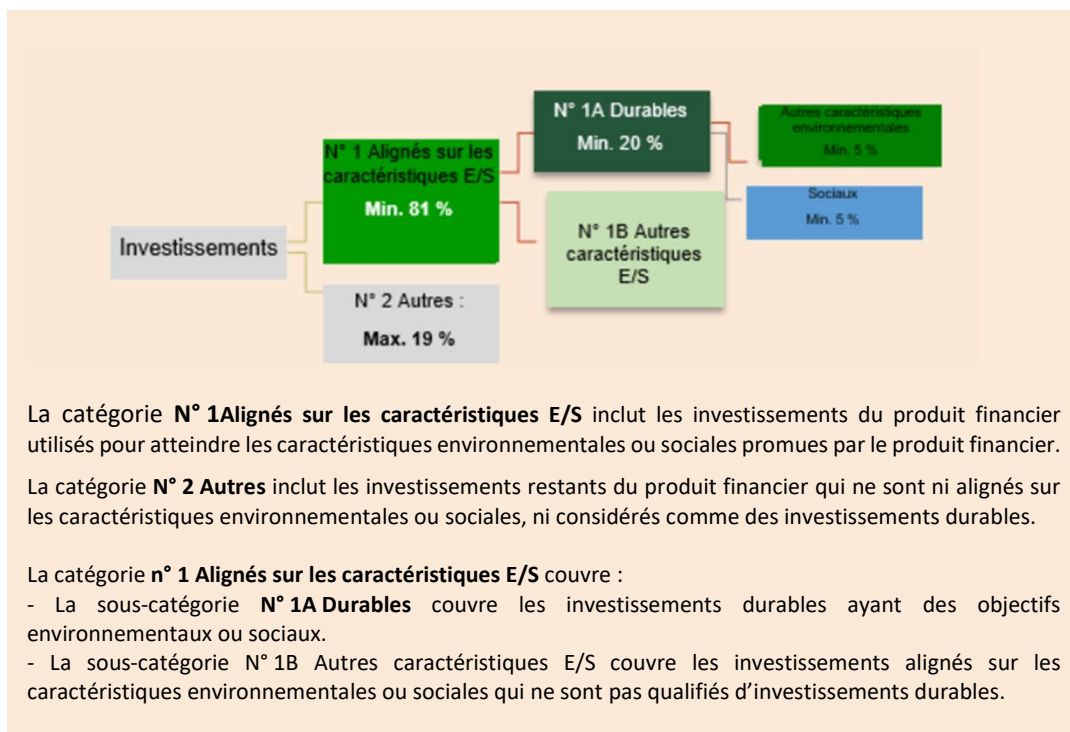 N° 1A Durables
Min. 20 %
Autres caractéristiques
environnementales
Min. 5 %
N° 1 Alignés sur les
caractéristiques E/S
Min. 81 %
Sociaux
Min. 5 %
N° 1B Autres
caractéristiques
E/S
Investissements
N° 2 Autres :
Max. 19 %
La catégorie N° 1Alignés sur les caractéristiques E/S inclut les investissements du produit financier
utilisés pour atteindre les caractéristiques environnementales ou sociales promues par le produit financier.
La catégorie N° 2 Autres inclut les investissements restants du produit financier qui ne sont ni alignés sur
les caractéristiques environnementales ou sociales, ni considérés comme des investissements durables.
La catégorie n° 1 Alignés sur les caractéristiques E/S couvre :
- La sous-catégorie N° 1A Durables couvre les investissements durables ayant des objectifs
environnementaux ou sociaux.
- La sous-catégorie N° 1B Autres caractéristiques E/S couvre les investissements alignés sur les
caractéristiques environnementales ou sociales qui ne sont pas qualifiés d’investissements durables.